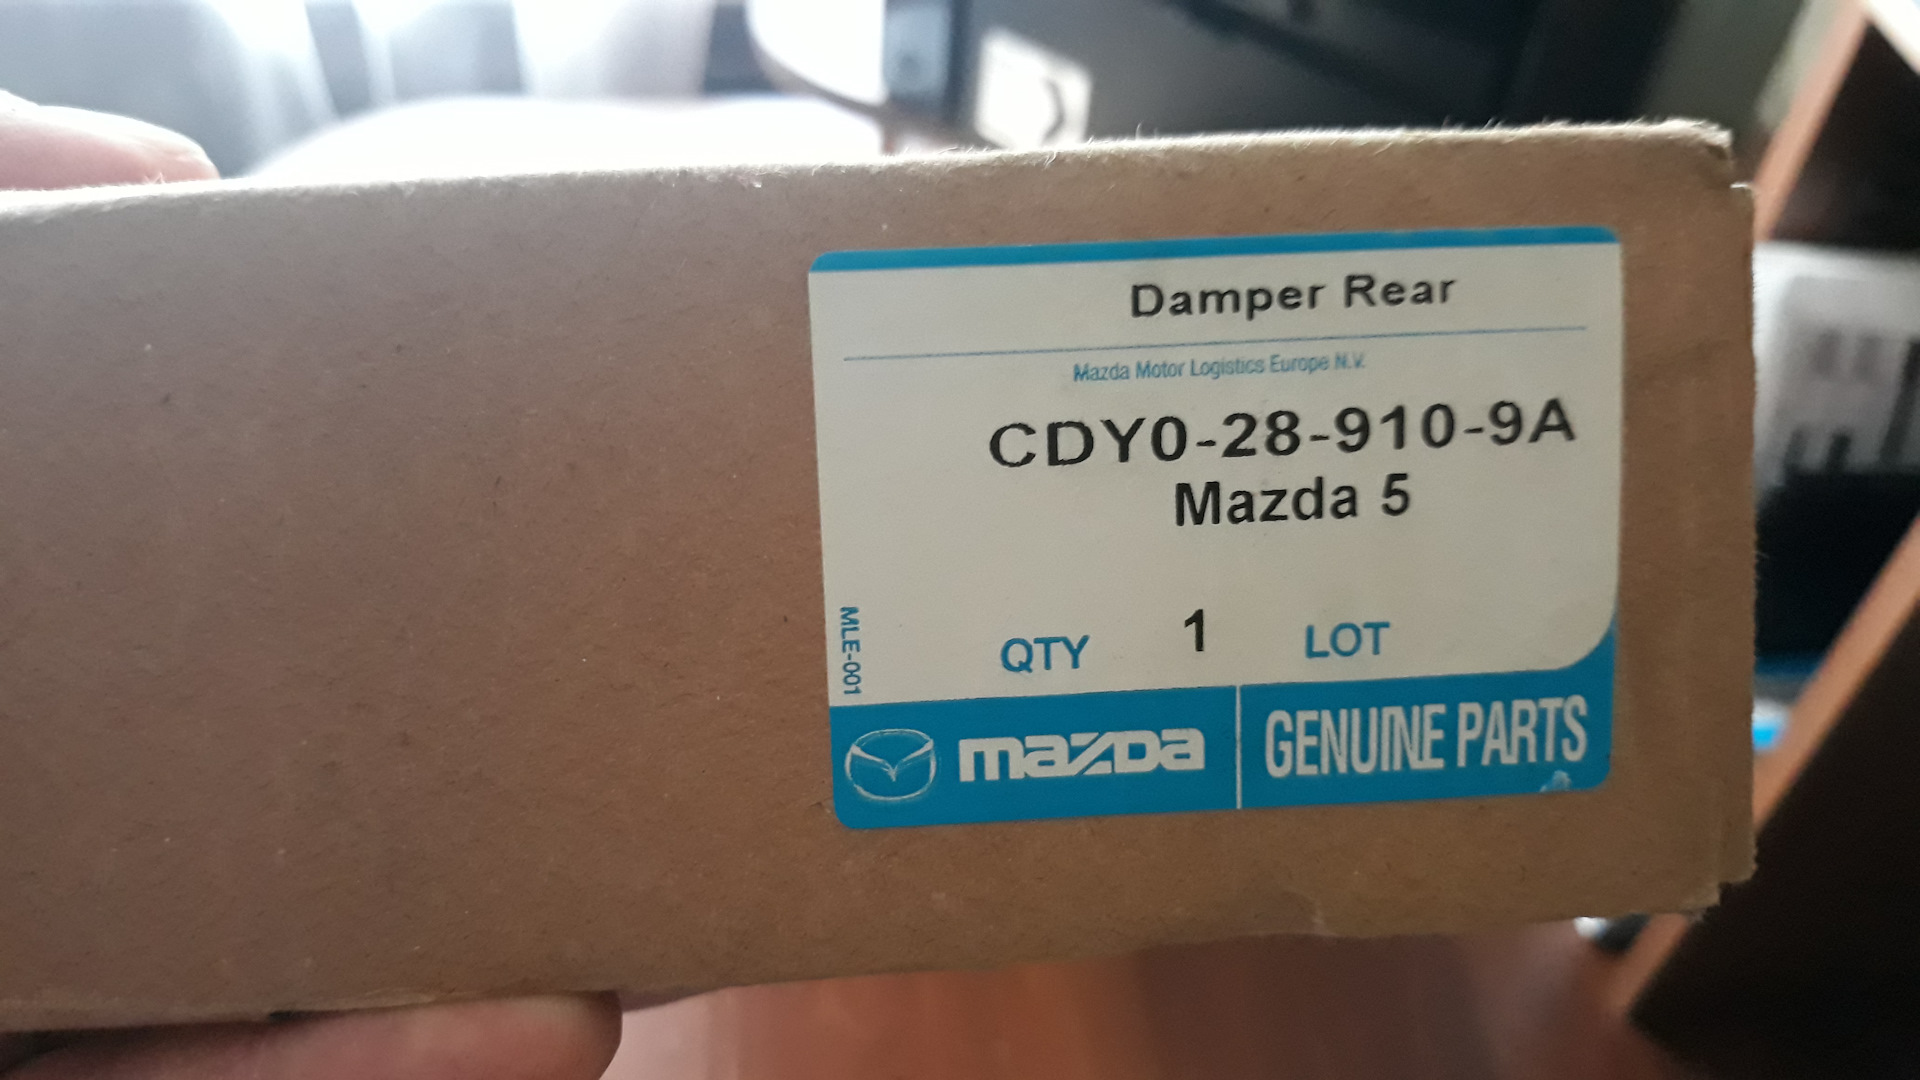 Damper Rear
Mazda Motor Logistics Europe N.V.
CDY0-28-910-9A
Mazda 5
MLE-001
QTY 1 LOT
mazda GENUINE PARTS